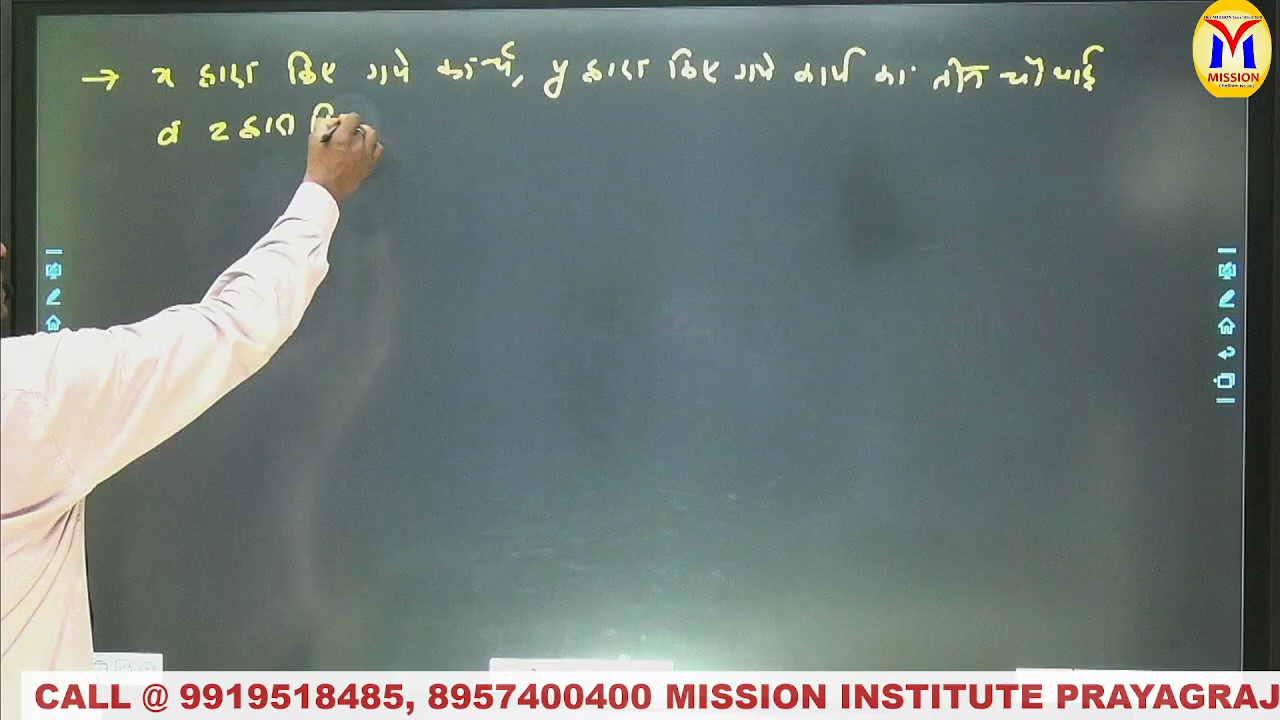 → x द्वारा किए गये कार्य, y द्वारा किए गये कार्य का तीन चौथाई
व z द्वारा कि
MISSION
CALL @ 9919518485, 8957400400 MISSION INSTITUTE PRAYAGRAJ